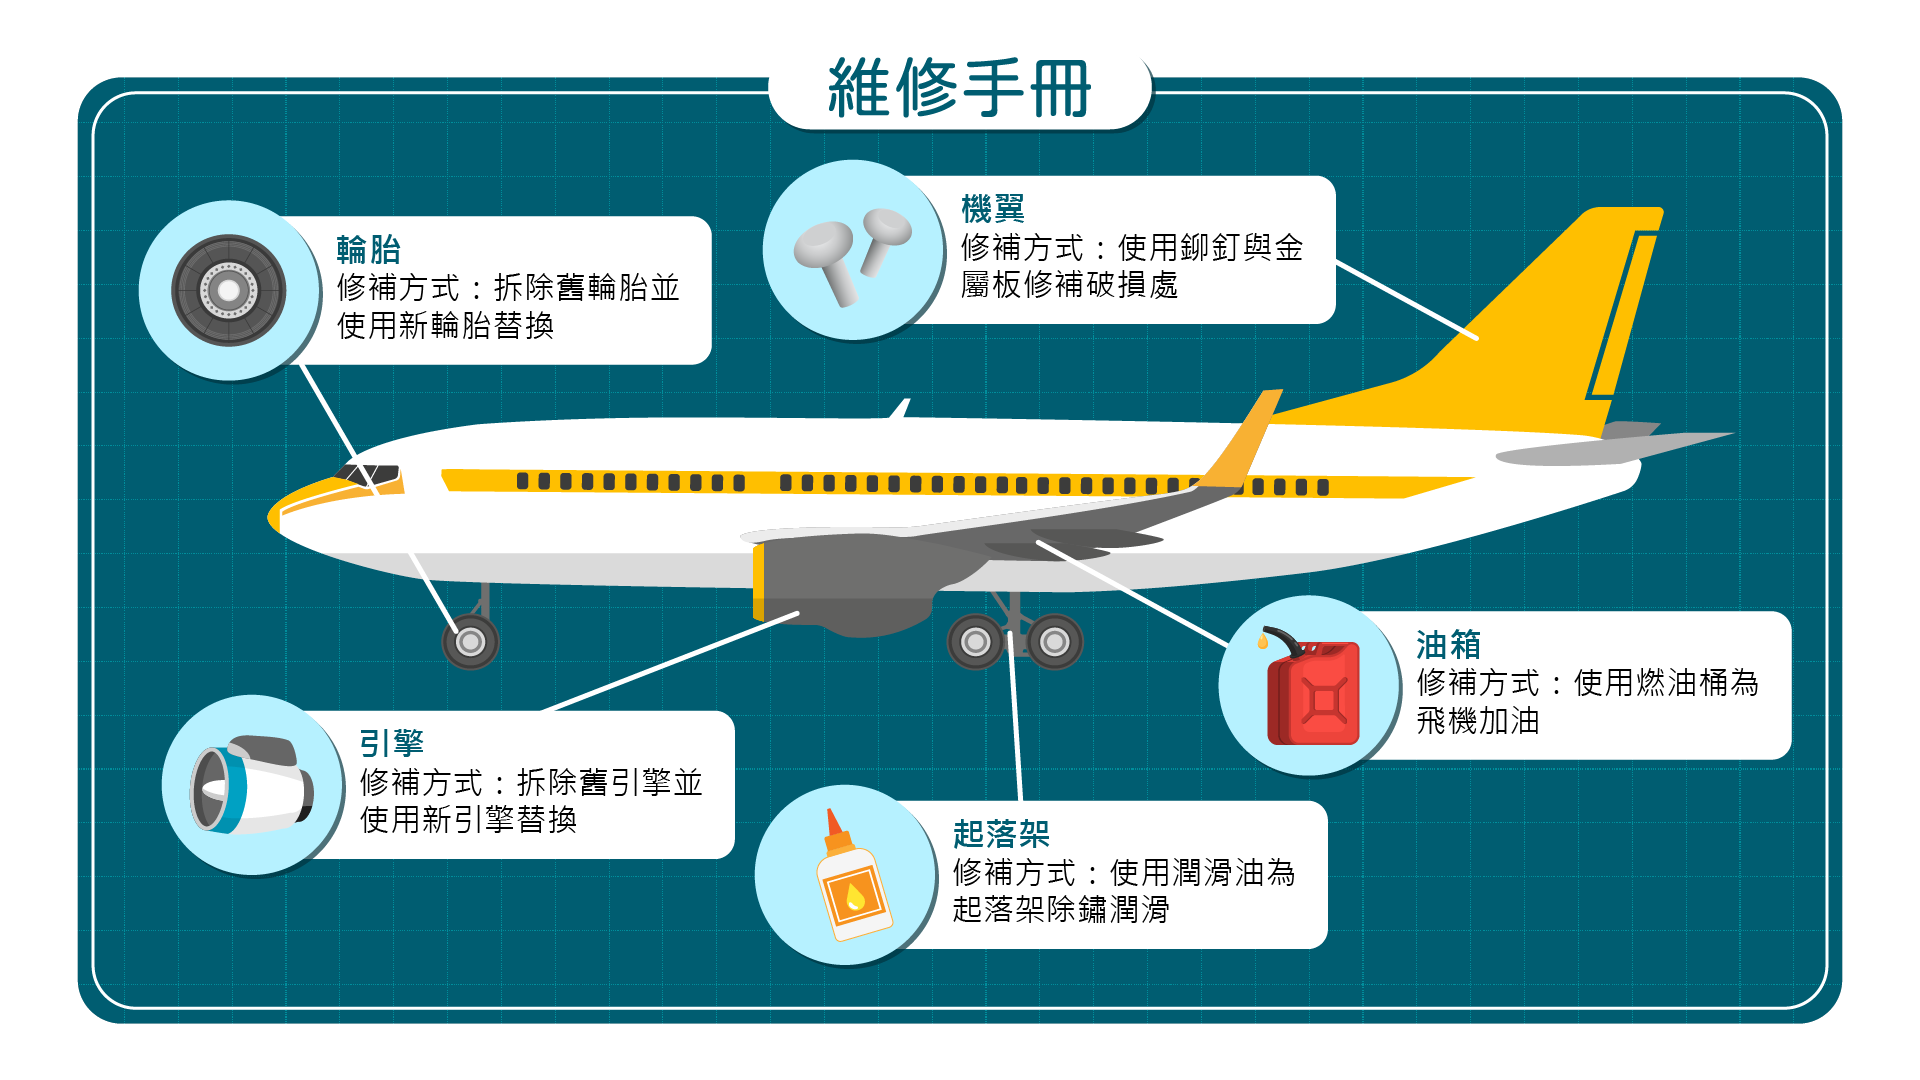 維修手冊
輪胎
修補方式：拆除舊輪胎並
使用新輪胎替換
機翼
修補方式：使用鉚釘與金
屬板修補破損處
油箱
修補方式：使用燃油桶為
飛機加油
引擎
修補方式：拆除舊引擎並
使用新引擎替換
起落架
修補方式：使用潤滑油為
起落架除鏽潤滑